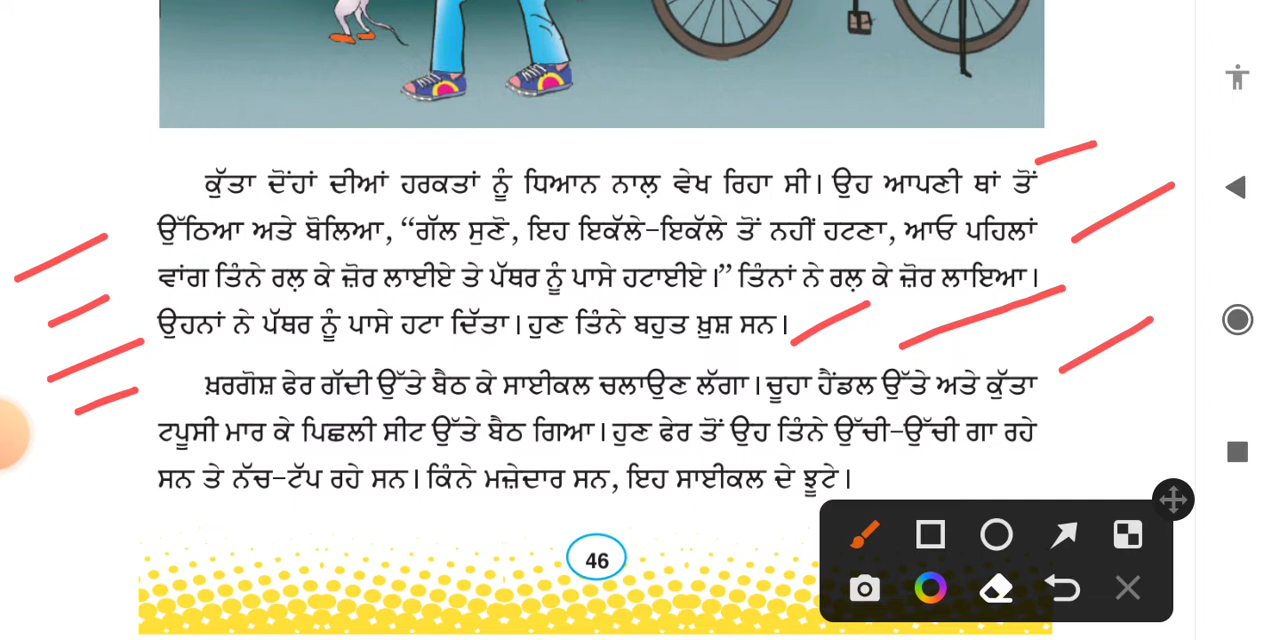 ਕੁੱਤਾ ਦੋਂਹਾਂ ਦੀਆਂ ਹਰਕਤਾਂ ਨੂੰ ਧਿਆਨ ਨਾਲ਼ ਵੇਖ ਰਿਹਾ ਸੀ। ਉਹ ਆਪਣੀ ਥਾਂ ਤੋਂ
ਉੱਠਿਆ ਅਤੇ ਬੋਲਿਆ, “ਗੱਲ ਸੁਣੋ, ਇਹ ਇਕੱਲੇ-ਇਕੱਲੇ ਤੋਂ ਨਹੀਂ ਹਟਣਾ, ਆਓ ਪਹਿਲਾਂ
ਵਾਂਗ ਤਿੰਨੇ ਰਲ਼ ਕੇ ਜ਼ੋਰ ਲਾਈਏ ਤੇ ਪੱਥਰ ਨੂੰ ਪਾਸੇ ਹਟਾਈਏ।” ਤਿੰਨਾਂ ਨੇ ਰਲ਼ ਕੇ ਜ਼ੋਰ ਲਾਇਆ।
ਉਹਨਾਂ ਨੇ ਪੱਥਰ ਨੂੰ ਪਾਸੇ ਹਟਾ ਦਿੱਤਾ। ਹੁਣ ਤਿੰਨੇ ਬਹੁਤ ਖ਼ੁਸ਼ ਸਨ।
ਖ਼ਰਗੋਸ਼ ਫੇਰ ਗੱਦੀ ਉੱਤੇ ਬੈਠ ਕੇ ਸਾਈਕਲ ਚਲਾਉਣ ਲੱਗਾ। ਚੂਹਾ ਹੈਂਡਲ ਉੱਤੇ ਅਤੇ ਕੁੱਤਾ
ਟਪੂਸੀ ਮਾਰ ਕੇ ਪਿਛਲੀ ਸੀਟ ਉੱਤੇ ਬੈਠ ਗਿਆ। ਹੁਣ ਫੇਰ ਤੋਂ ਉਹ ਤਿੰਨੇ ਉੱਚੀ-ਉੱਚੀ ਗਾ ਰਹੇ
ਸਨ ਤੇ ਨੱਚ-ਟੱਪ ਰਹੇ ਸਨ। ਕਿੰਨੇ ਮਜ਼ੇਦਾਰ ਸਨ, ਇਹ ਸਾਈਕਲ ਦੇ ਝੂਟੇ।
46